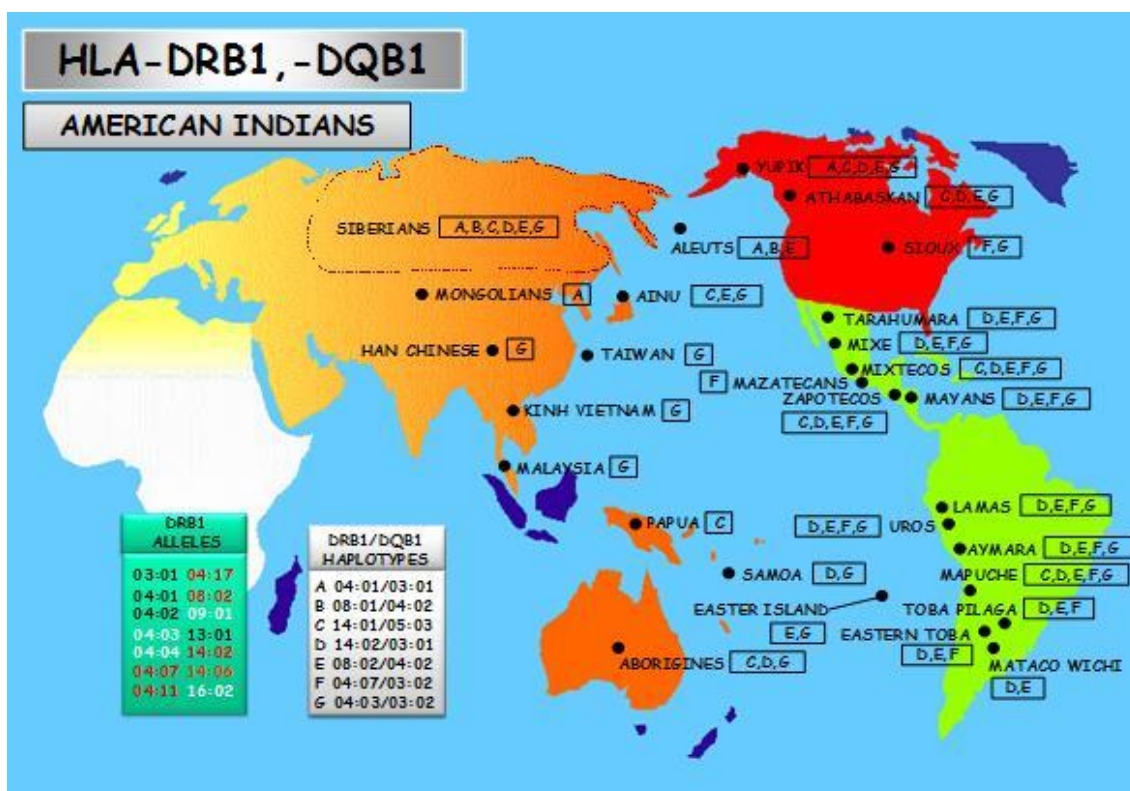 HLA-DRB1,-DQB1
AMERICAN INDIANS
YUPIK A,C,D,E,G
ATHABASKAN C,D,E,G
SIBERIANS A,B,C,D,E,G
ALEUTS A,B,E
SIOUX F,G
MONGOLIANS A
AINU C,E,G
TARAHUMARA D,E,F,G
MIXE D,E,F,G
HAN CHINESE G
TAIWAN G
MIXTECOS C,D,E,F,G
F MAZATECANS
ZAPOTECOS
C,D,E,F,G
MAYANS D,E,F,G
KINH VIETNAM G
MALAYSIA G
LAMAS D,E,F,G
PAPUA C
D,E,F,G UROS
AYMARA D,E,F,G
SAMOA D,G
MAPUCHE C,D,E,F,G
EASTER ISLAND
E,G
TOBA PILAGA D,E,F
EASTERN TOBA
D,E,F
ABORIGINES C,D,G
MATACO WICHI
D,E
DRB1
ALLELES
03:01 04:17
04:01 08:02
04:02 09:01
04:03 13:01
04:04 14:02
04:07 14:06
04:11 16:02
DRB1/DQB1
HAPLOTYPES
A 04:01/03:01
B 08:01/04:02
C 14:01/05:03
D 14:02/03:01
E 08:02/04:02
F 04:07/03:02
G 04:03/03:02